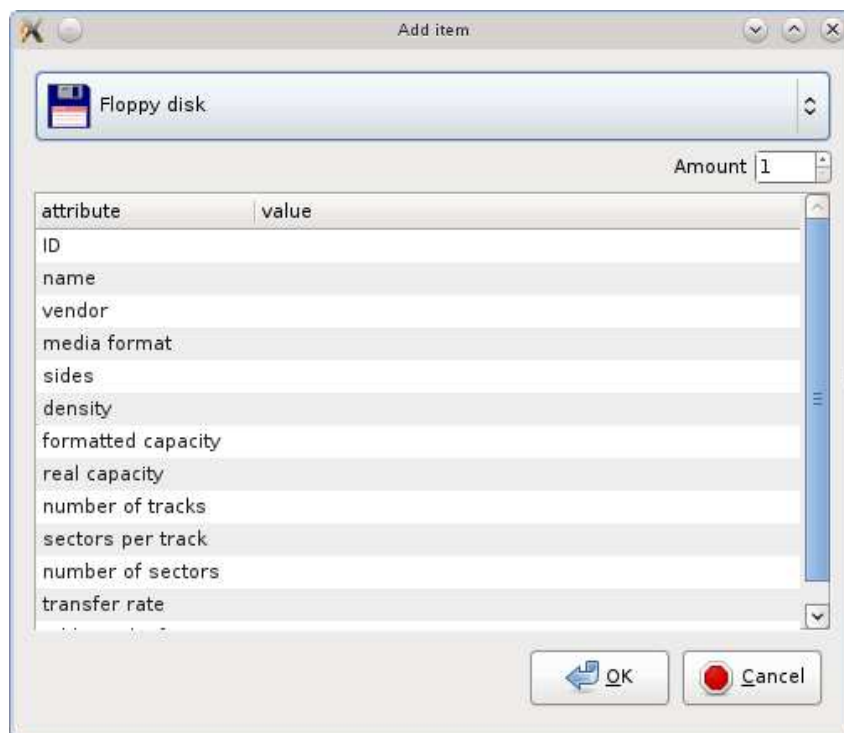 Add item
Floppy disk
Amount 1
attribute value
ID
name
vendor
media format
sides
density
formatted capacity
real capacity
number of tracks
sectors per track
number of sectors
transfer rate
OK Cancel